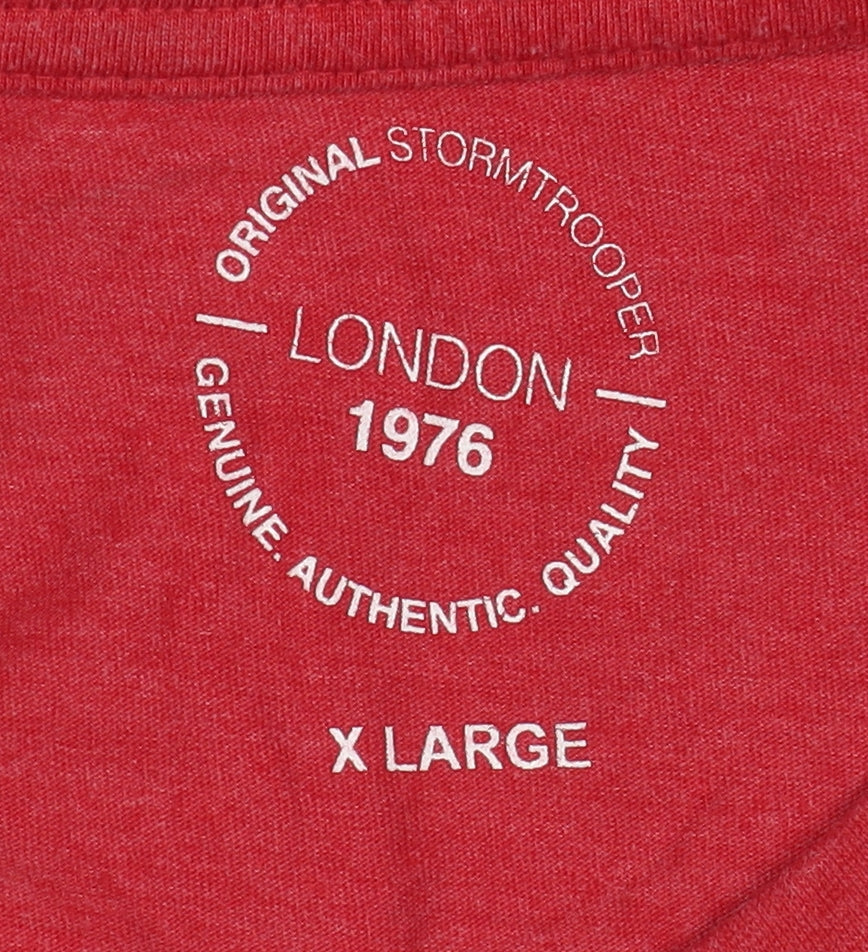 ORIGINAL STORMTROOPER
LONDON
1976
GENUINE. AUTHENTIC. QUALITY
X LARGE